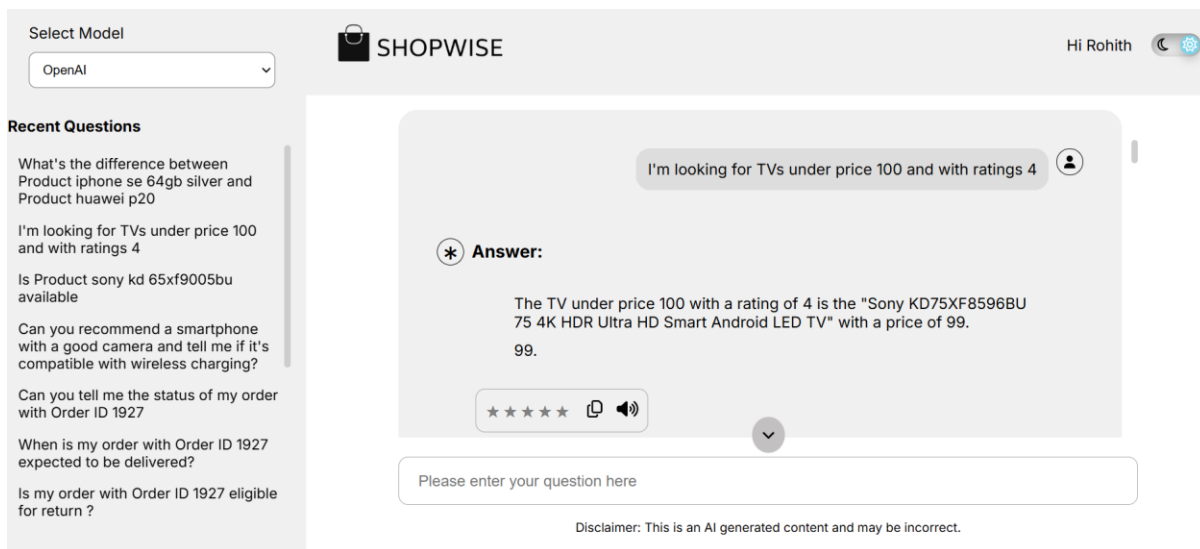 Select Model
OpenAI
SHOPWISE
Hi Rohith
Recent Questions
What's the difference between
Product iphone se 64gb silver and
Product huawei p20
I'm looking for TVs under price 100
and with ratings 4
Is Product sony kd 65xf9005bu
available
Can you recommend a smartphone
with a good camera and tell me if it's
compatible with wireless charging?
Can you tell me the status of my order
with Order ID 1927
When is my order with Order ID 1927
expected to be delivered?
Is my order with Order ID 1927 eligible
for return ?
I'm looking for TVs under price 100 and with ratings 4
Answer:
The TV under price 100 with a rating of 4 is the "Sony KD75XF8596BU
75 4K HDR Ultra HD Smart Android LED TV" with a price of 99.
99.
Please enter your question here
Disclaimer: This is an AI generated content and may be incorrect.